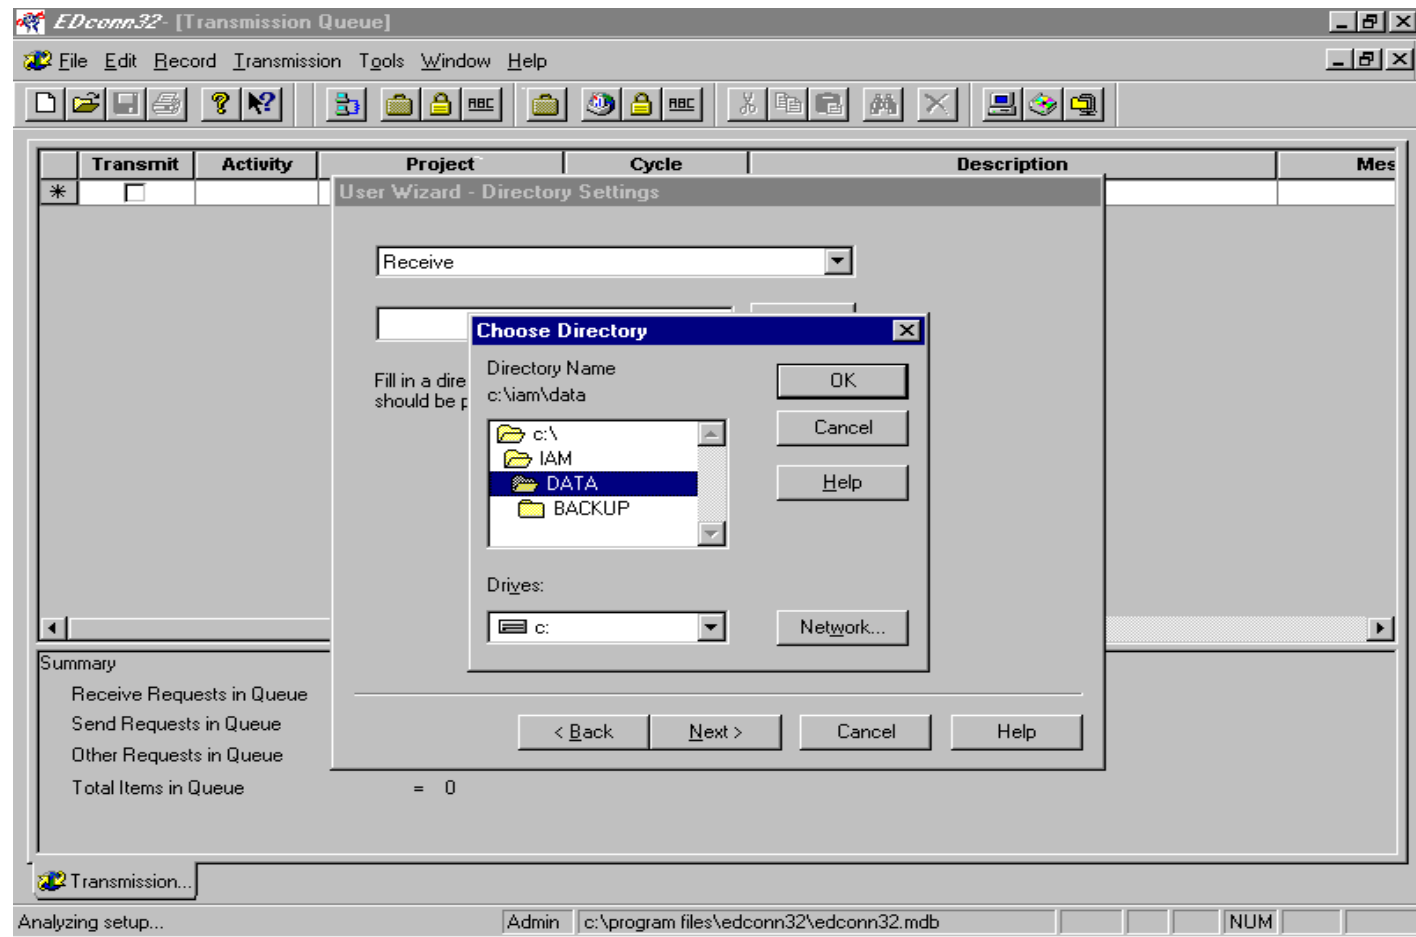 EDconn32 - [Transmission Queue]
File Edit Record Transmission Tools Window Help
ABC ABC
Transmit Activity Project Cycle Description Mes
User Wizard - Directory Settings
Receive
Choose Directory
Fill in a dire
should be p
Directory Name
c:\iam\data
OK
Cancel
Help
c:\
IAM
DATA
BACKUP
Drives:
c:
Network...
Summary
Receive Requests in Queue
Send Requests in Queue
Other Requests in Queue
Total Items in Queue = 0
< Back Next > Cancel Help
Transmission...
Analyzing setup... Admin c:\program files\edconn32\edconn32.mdb NUM